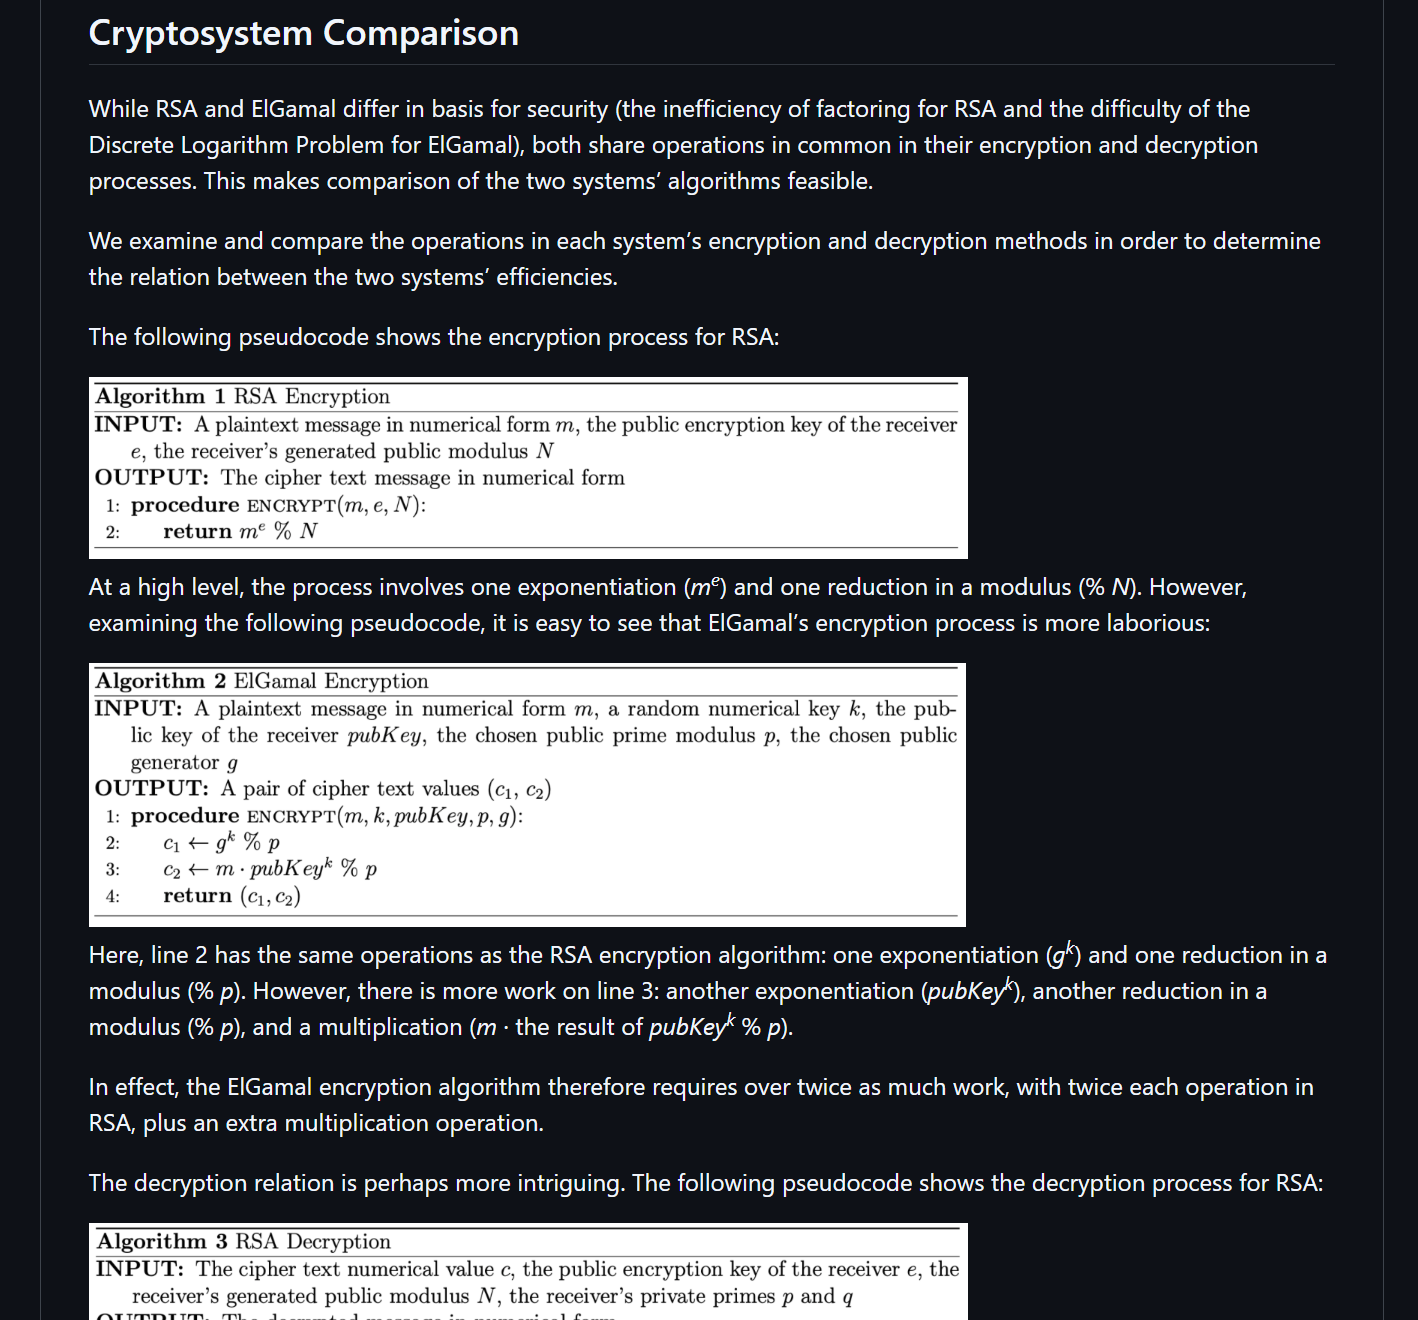 Cryptosystem Comparison
While RSA and ElGamal differ in basis for security (the inefficiency of factoring for RSA and the difficulty of the
Discrete Logarithm Problem for ElGamal), both share operations in common in their encryption and decryption
processes. This makes comparison of the two systems’ algorithms feasible.
We examine and compare the operations in each system’s encryption and decryption methods in order to determine
the relation between the two systems’ efficiencies.
The following pseudocode shows the encryption process for RSA:
Algorithm 1 RSA Encryption
INPUT: A plaintext message in numerical form m, the public encryption key of the receiver
e, the receiver’s generated public modulus N
OUTPUT: The cipher text message in numerical form
1: procedure ENCRYPT(m, e, N):
2: return mᵉ % N
At a high level, the process involves one exponentiation (mᵉ) and one reduction in a modulus (% N). However,
examining the following pseudocode, it is easy to see that ElGamal’s encryption process is more laborious:
Algorithm 2 ElGamal Encryption
INPUT: A plaintext message in numerical form m, a random numerical key k, the pub-
lic key of the receiver pubKey, the chosen public prime modulus p, the chosen public
generator g
OUTPUT: A pair of cipher text values (c₁, c₂)
1: procedure ENCRYPT(m, k, pubKey, p, g):
2: c₁ ← gᵏ % p
3: c₂ ← m · pubKeyᵏ % p
4: return (c₁, c₂)
Here, line 2 has the same operations as the RSA encryption algorithm: one exponentiation (gᵏ) and one reduction in a
modulus (% p). However, there is more work on line 3: another exponentiation (pubKeyᵏ), another reduction in a
modulus (% p), and a multiplication (m · the result of pubKeyᵏ % p).
In effect, the ElGamal encryption algorithm therefore requires over twice as much work, with twice each operation in
RSA, plus an extra multiplication operation.
The decryption relation is perhaps more intriguing. The following pseudocode shows the decryption process for RSA:
Algorithm 3 RSA Decryption
INPUT: The cipher text numerical value c, the public encryption key of the receiver e, the
receiver’s generated public modulus N, the receiver’s private primes p and q